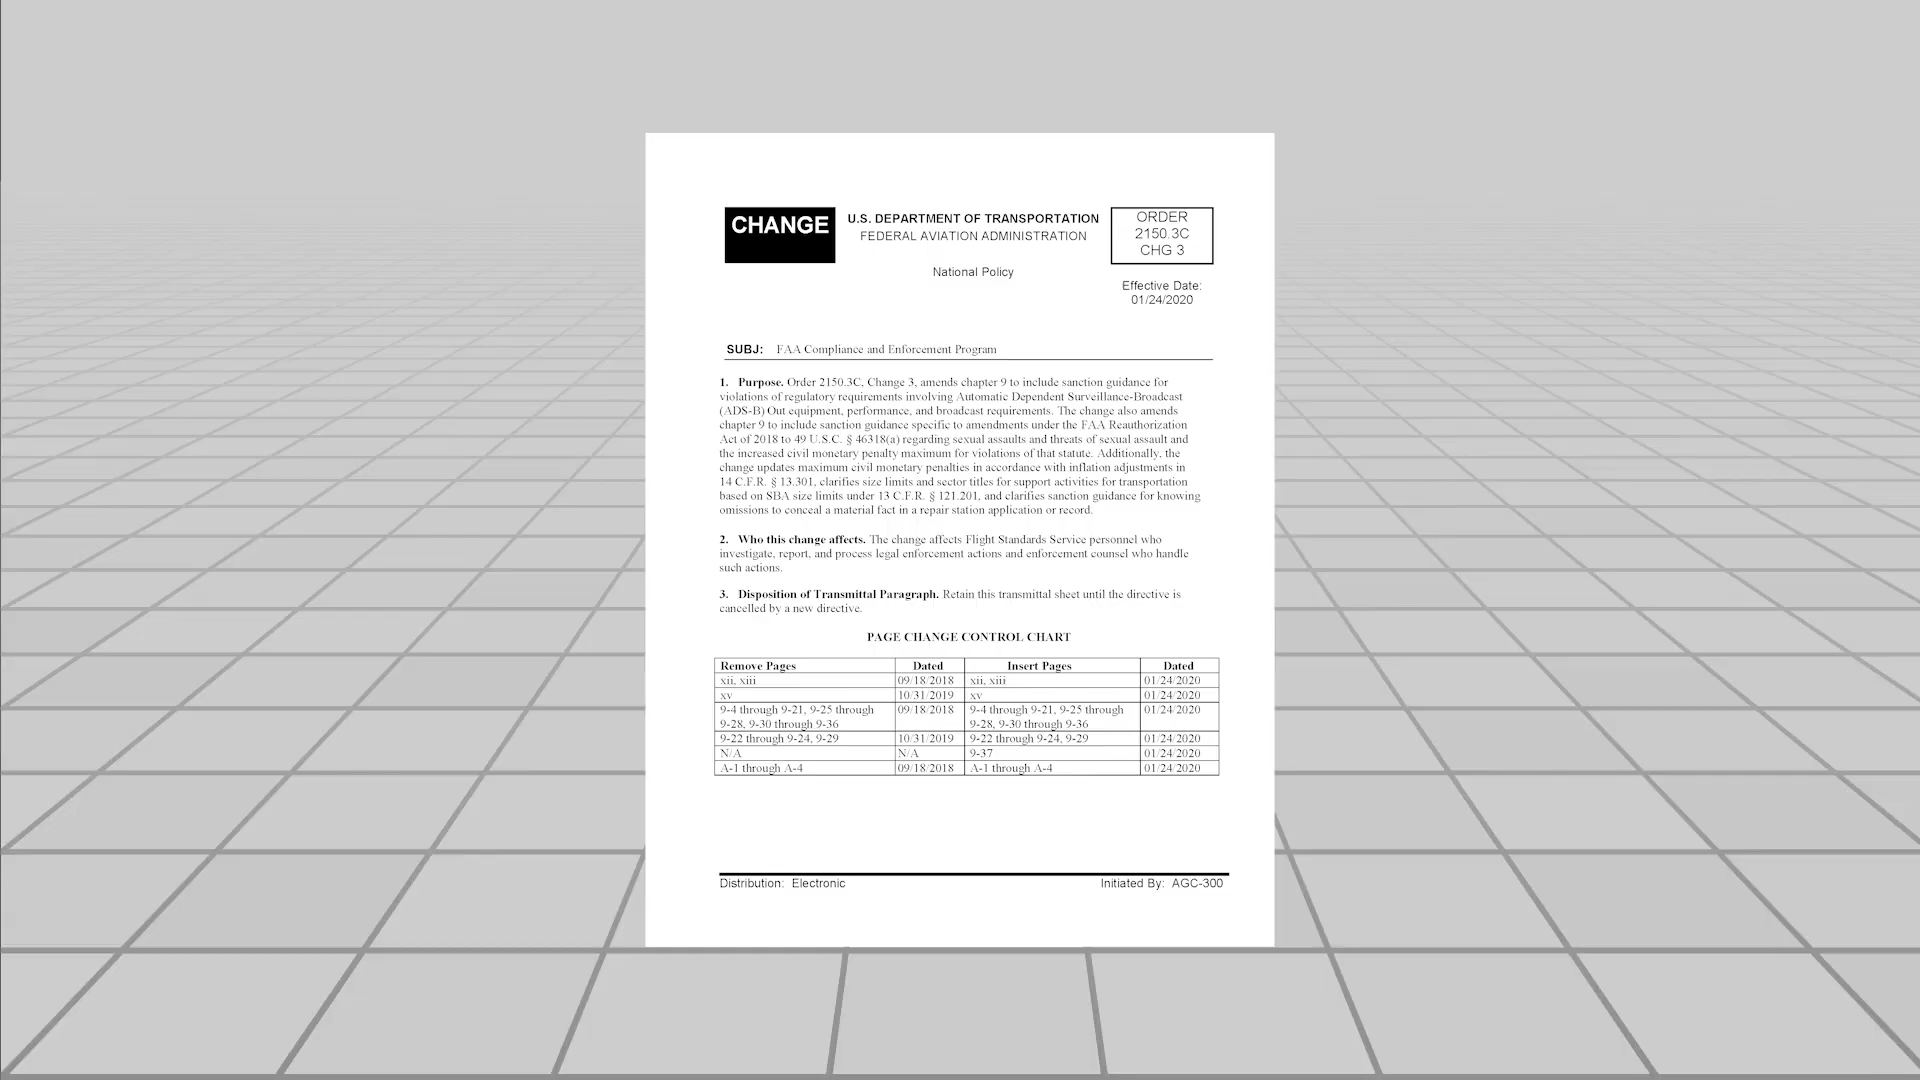 CHANGE
U.S. DEPARTMENT OF TRANSPORTATION
FEDERAL AVIATION ADMINISTRATION
National Policy
ORDER
2150.3C
CHG 3
Effective Date:
01/24/2020
SUBJ: FAA Compliance and Enforcement Program
1. Purpose. Order 2150.3C, Change 3, amends chapter 9 to include sanction guidance for
violations of regulatory requirements involving Automatic Dependent Surveillance-Broadcast
(ADS-B) Out equipment, performance, and broadcast requirements. The change also amends
chapter 9 to include sanction guidance specific to amendments under the FAA Reauthorization
Act of 2018 to 49 U.S.C. § 46318(a) regarding sexual assaults and threats of sexual assault and
the increased civil monetary penalty maximum for violations of that statute. Additionally, the
change updates maximum civil monetary penalties in accordance with inflation adjustments in
14 C.F.R. § 13.301, clarifies size limits and sector titles for support activities for transportation
based on SBA size limits under 13 C.F.R. § 121.201, and clarifies sanction guidance for knowing
omissions to conceal a material fact in a repair station application or record.
2. Who this change affects. The change affects Flight Standards Service personnel who
investigate, report, and process legal enforcement actions and enforcement counsel who handle
such actions.
3. Disposition of Transmittal Paragraph. Retain this transmittal sheet until the directive is
cancelled by a new directive.
PAGE CHANGE CONTROL CHART
Remove Pages Dated Insert Pages Dated
xii, xiii 09/18/2018 xii, xiii 01/24/2020
xv 10/31/2019 xv 01/24/2020
9-4 through 9-21, 9-25 through 09/18/2018 9-4 through 9-21, 9-25 through 01/24/2020
9-28, 9-30 through 9-36 9-28, 9-30 through 9-36
9-22 through 9-24, 9-29 10/31/2019 9-22 through 9-24, 9-29 01/24/2020
N/A N/A 9-37 01/24/2020
A-1 through A-4 09/18/2018 A-1 through A-4 01/24/2020
Distribution: Electronic Initiated By: AGC-300